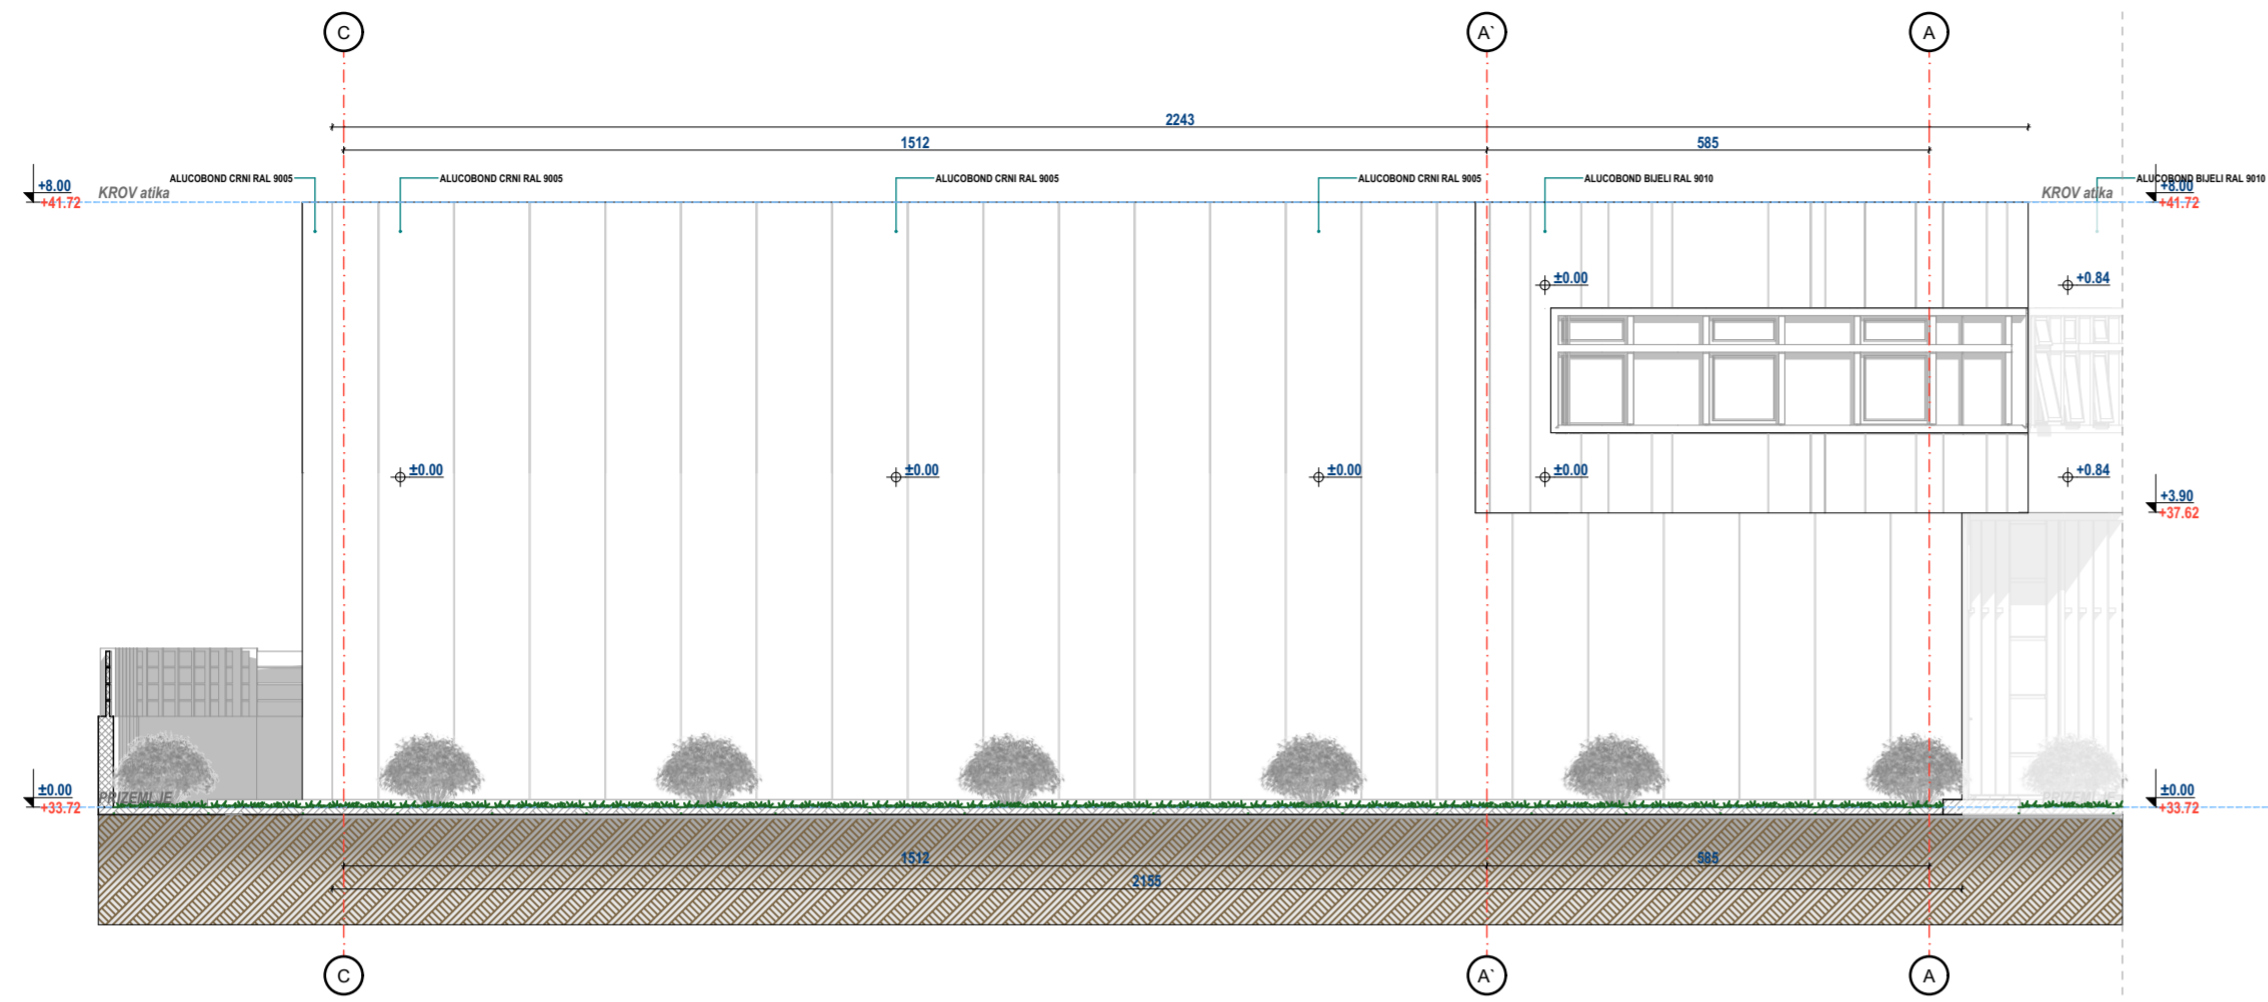 C A` A
2243
1512 585
ALUCOBOND CRNI RAL 9005 ALUCOBOND CRNI RAL 9005 ALUCOBOND CRNI RAL 9005 ALUCOBOND CRNI RAL 9005 ALUCOBOND BIJELI RAL 9010 ALUCOBOND BIJELI RAL 9010
+8.00 KROV atika KROV atika +8.00
+41.72 +41.72
±0.00 +0.84
±0.00 ±0.00 ±0.00 ±0.00 +0.84
+3.90
+37.62
±0.00 PRIZEMLJE PRIZEMLJE ±0.00
+33.72 +33.72
1512 585
2155
C A` A